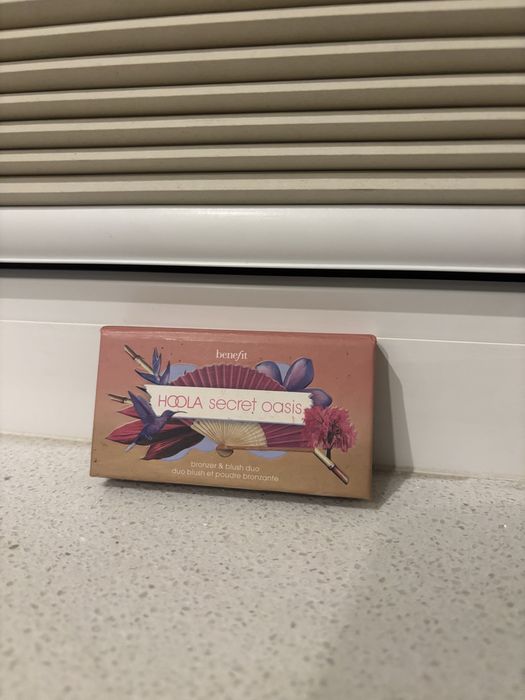 benefit
HOOLA secret oasis
bronzer & blush duo
duo blush et poudre bronzante